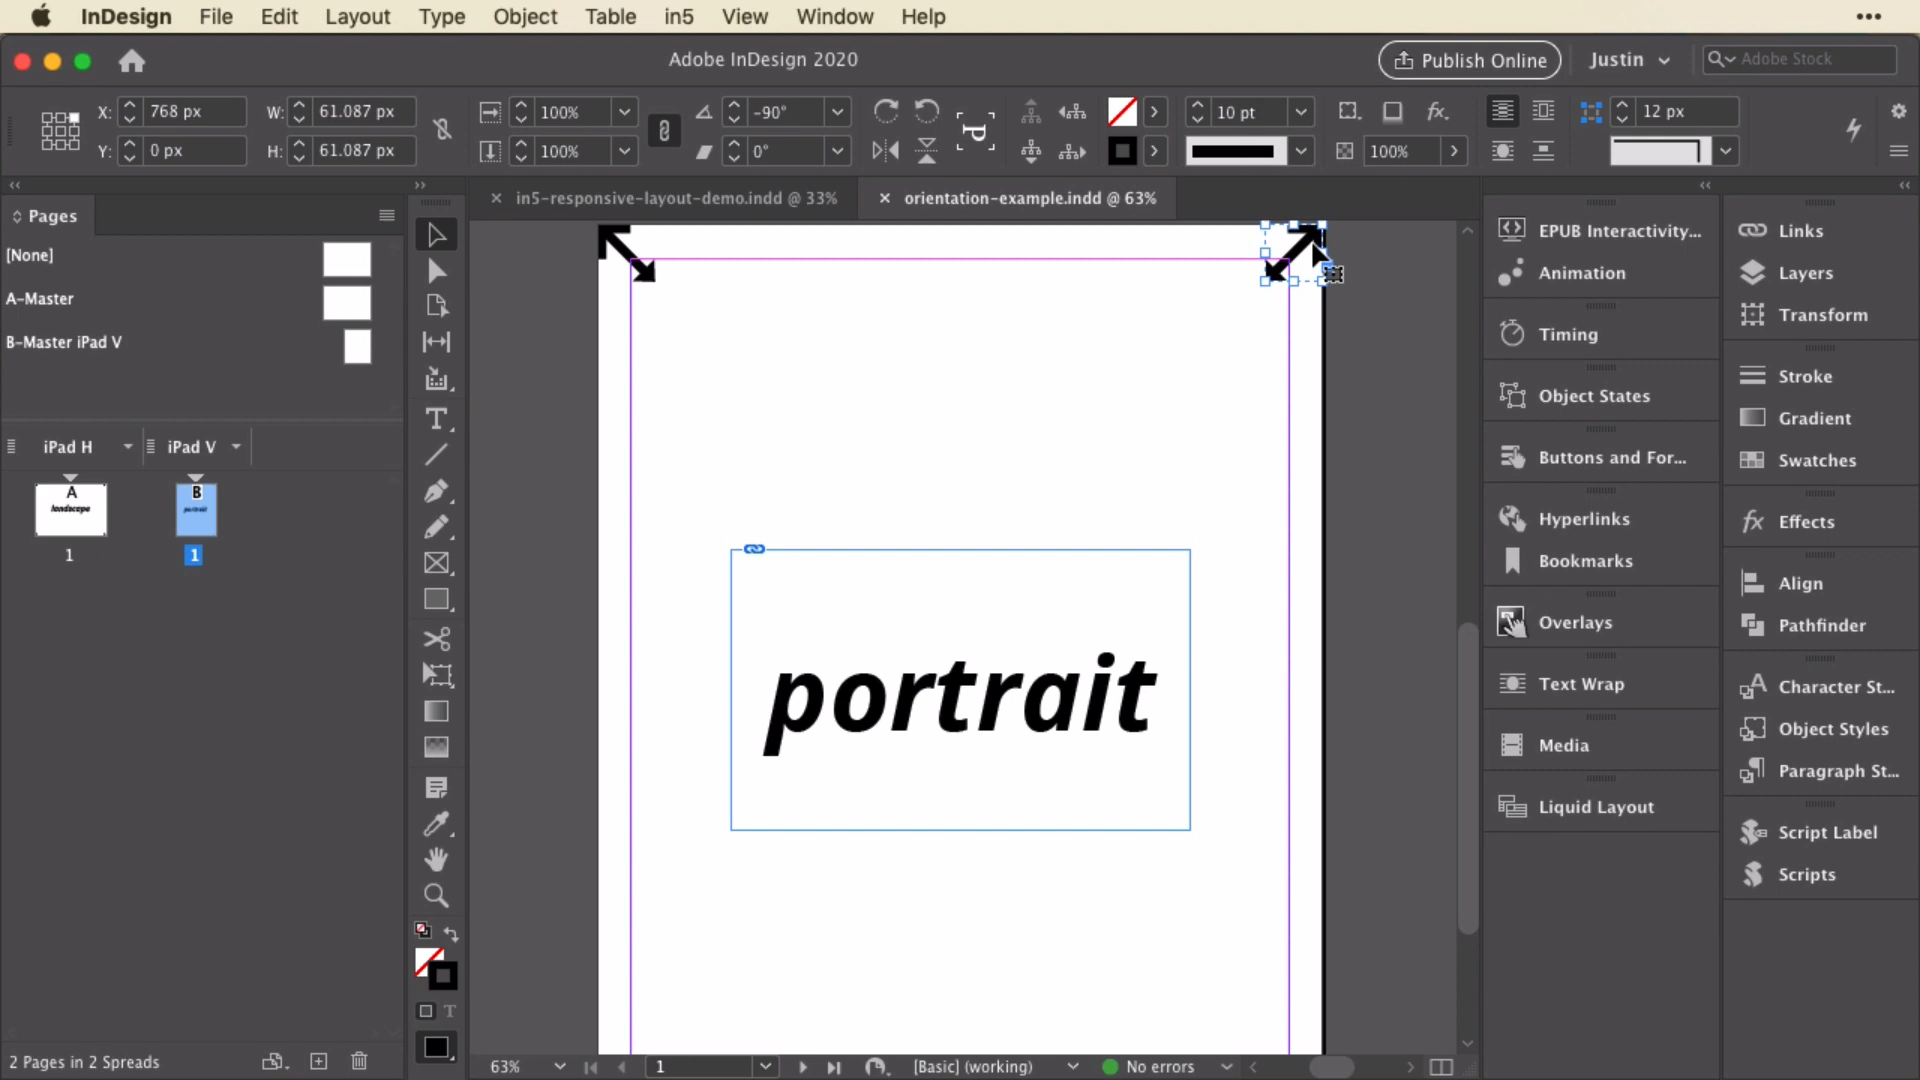 InDesign File Edit Layout Type Object Table in5 View Window Help
Adobe InDesign 2020
Publish Online
Justin
Adobe Stock
X: 768 px W: 61.087 px 100% -90° 10 pt 12 px
Y: 0 px H: 61.087 px 100% 0° P 100%
Pages
[None]
A-Master
B-Master iPad V
iPad H iPad V
A B
landscape portrait
1 1
2 Pages in 2 Spreads
in5-responsive-layout-demo.indd @ 33% orientation-example.indd @ 63%
portrait
63% 1 [Basic] (working) No errors
EPUB Interactivity...
Animation
Timing
Object States
Buttons and For...
Hyperlinks
Bookmarks
Overlays
Text Wrap
Media
Liquid Layout
Links
Layers
Transform
Stroke
Gradient
Swatches
Effects
Align
Pathfinder
Character St...
Object Styles
Paragraph St...
Script Label
Scripts